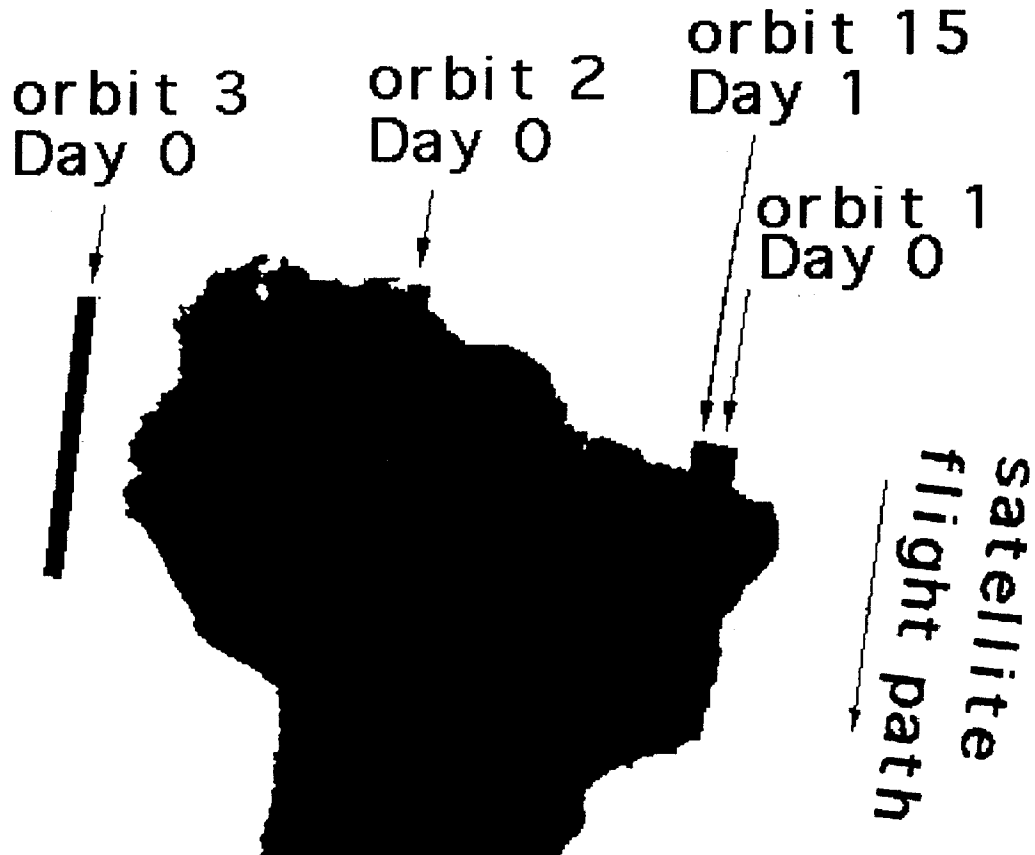 orbit 3
Day 0
orbit 2
Day 0
orbit 15
Day 1
orbit 1
Day 0
satellite
flight path